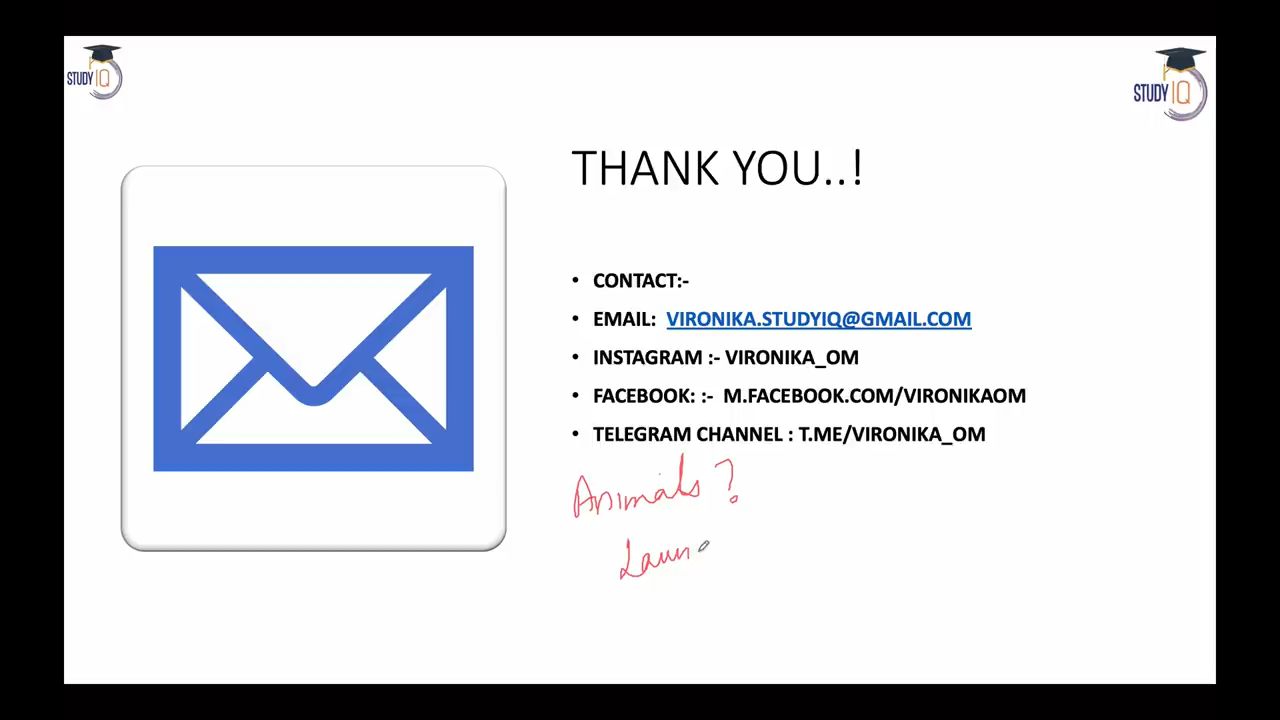 STUDY IQ
STUDY IQ
THANK YOU..!
• CONTACT:-
• EMAIL: VIRONIKA.STUDYIQ@GMAIL.COM
• INSTAGRAM :- VIRONIKA_OM
• FACEBOOK: :- M.FACEBOOK.COM/VIRONIKAOM
• TELEGRAM CHANNEL : T.ME/VIRONIKA_OM
Animals ?